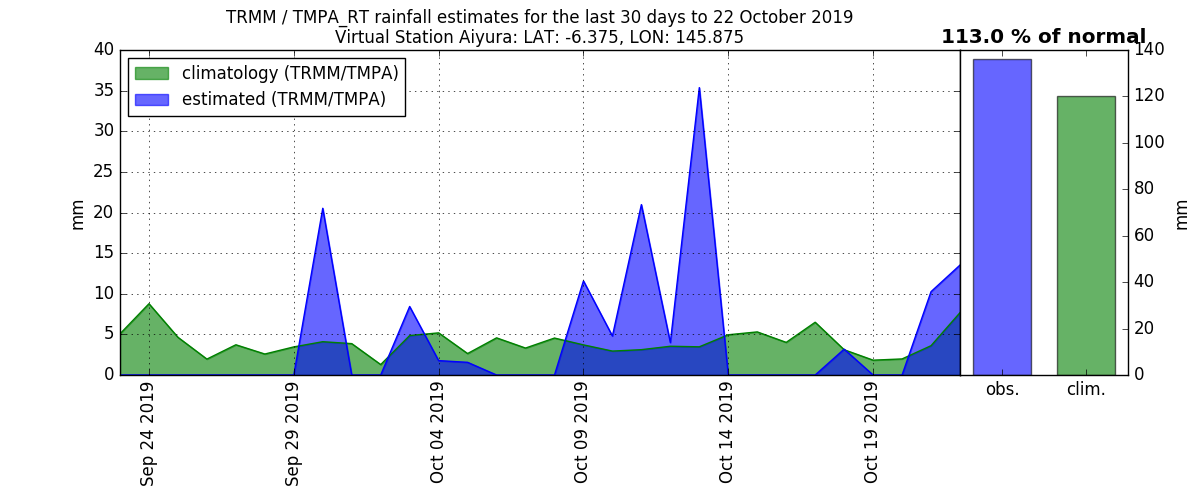 TRMM / TMPA_RT rainfall estimates for the last 30 days to 22 October 2019
Virtual Station Aiyura: LAT: -6.375, LON: 145.875
113.0 % of normal
climatology (TRMM/TMPA)
estimated (TRMM/TMPA)
mm
40
35
30
25
20
15
10
5
0
Sep 24 2019
Sep 29 2019
Oct 04 2019
Oct 09 2019
Oct 14 2019
Oct 19 2019
obs.
clim.
140
120
100
80
60
40
20
0
mm